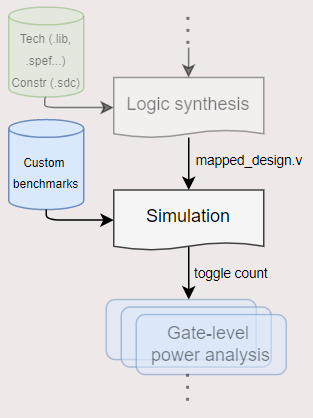 Tech (.lib,
.spef...)
Constr (.sdc)
Logic synthesis
mapped_design.v
Custom
benchmarks
Simulation
toggle count
Gate-level
power analysis